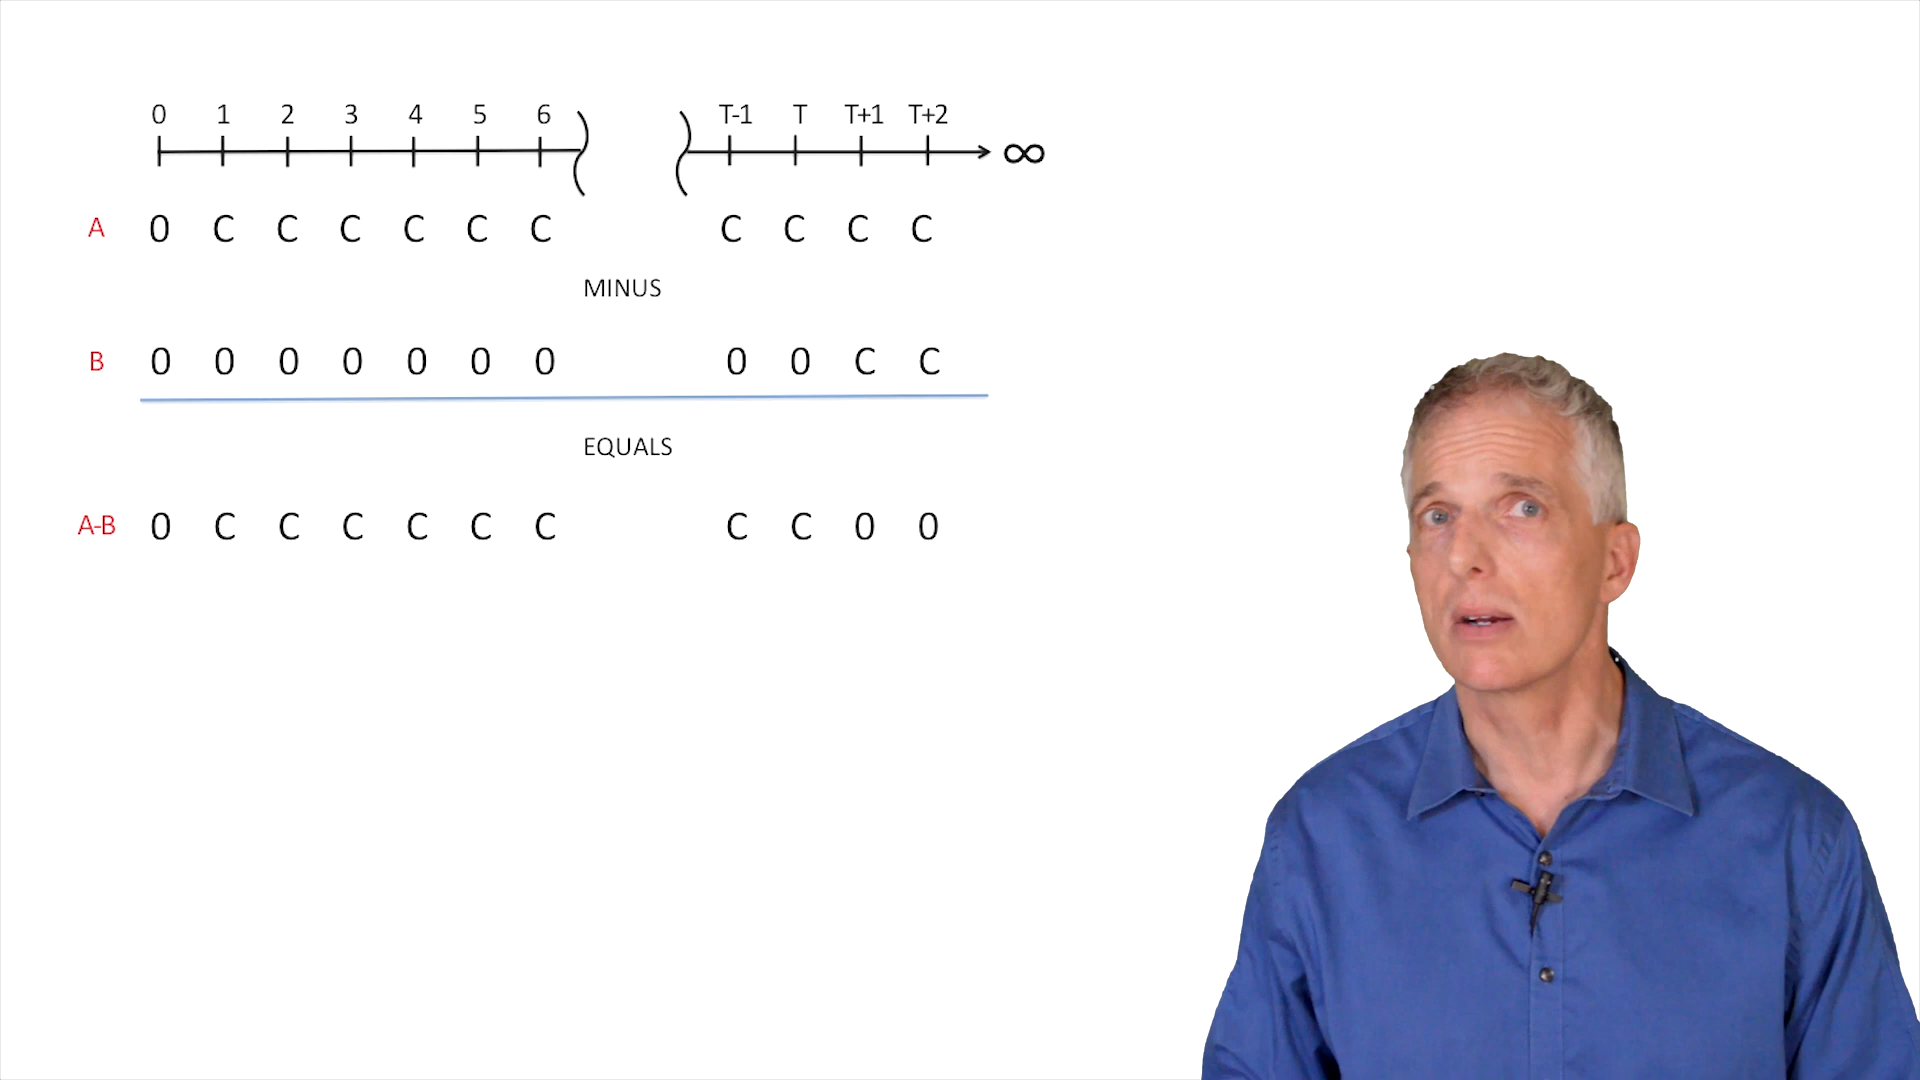 0 1 2 3 4 5 6 T-1 T T+1 T+2
∞
A 0 C C C C C C C C C C
MINUS
B 0 0 0 0 0 0 0 0 0 C C
EQUALS
A-B 0 C C C C C C C C 0 0